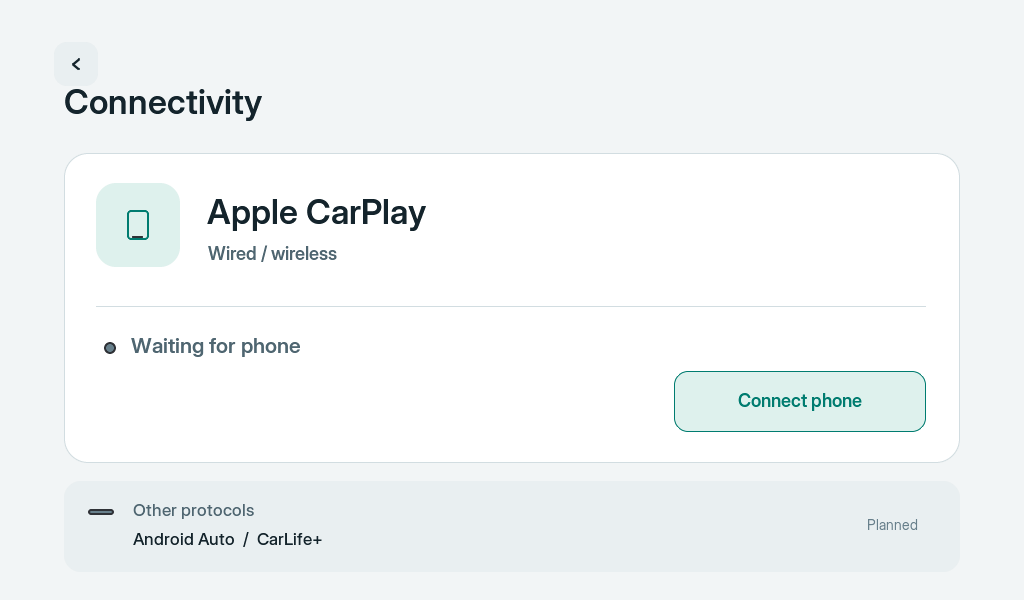 Connectivity
Apple CarPlay
Wired / wireless
Waiting for phone
Connect phone
Other protocols
Android Auto / CarLife+
Planned